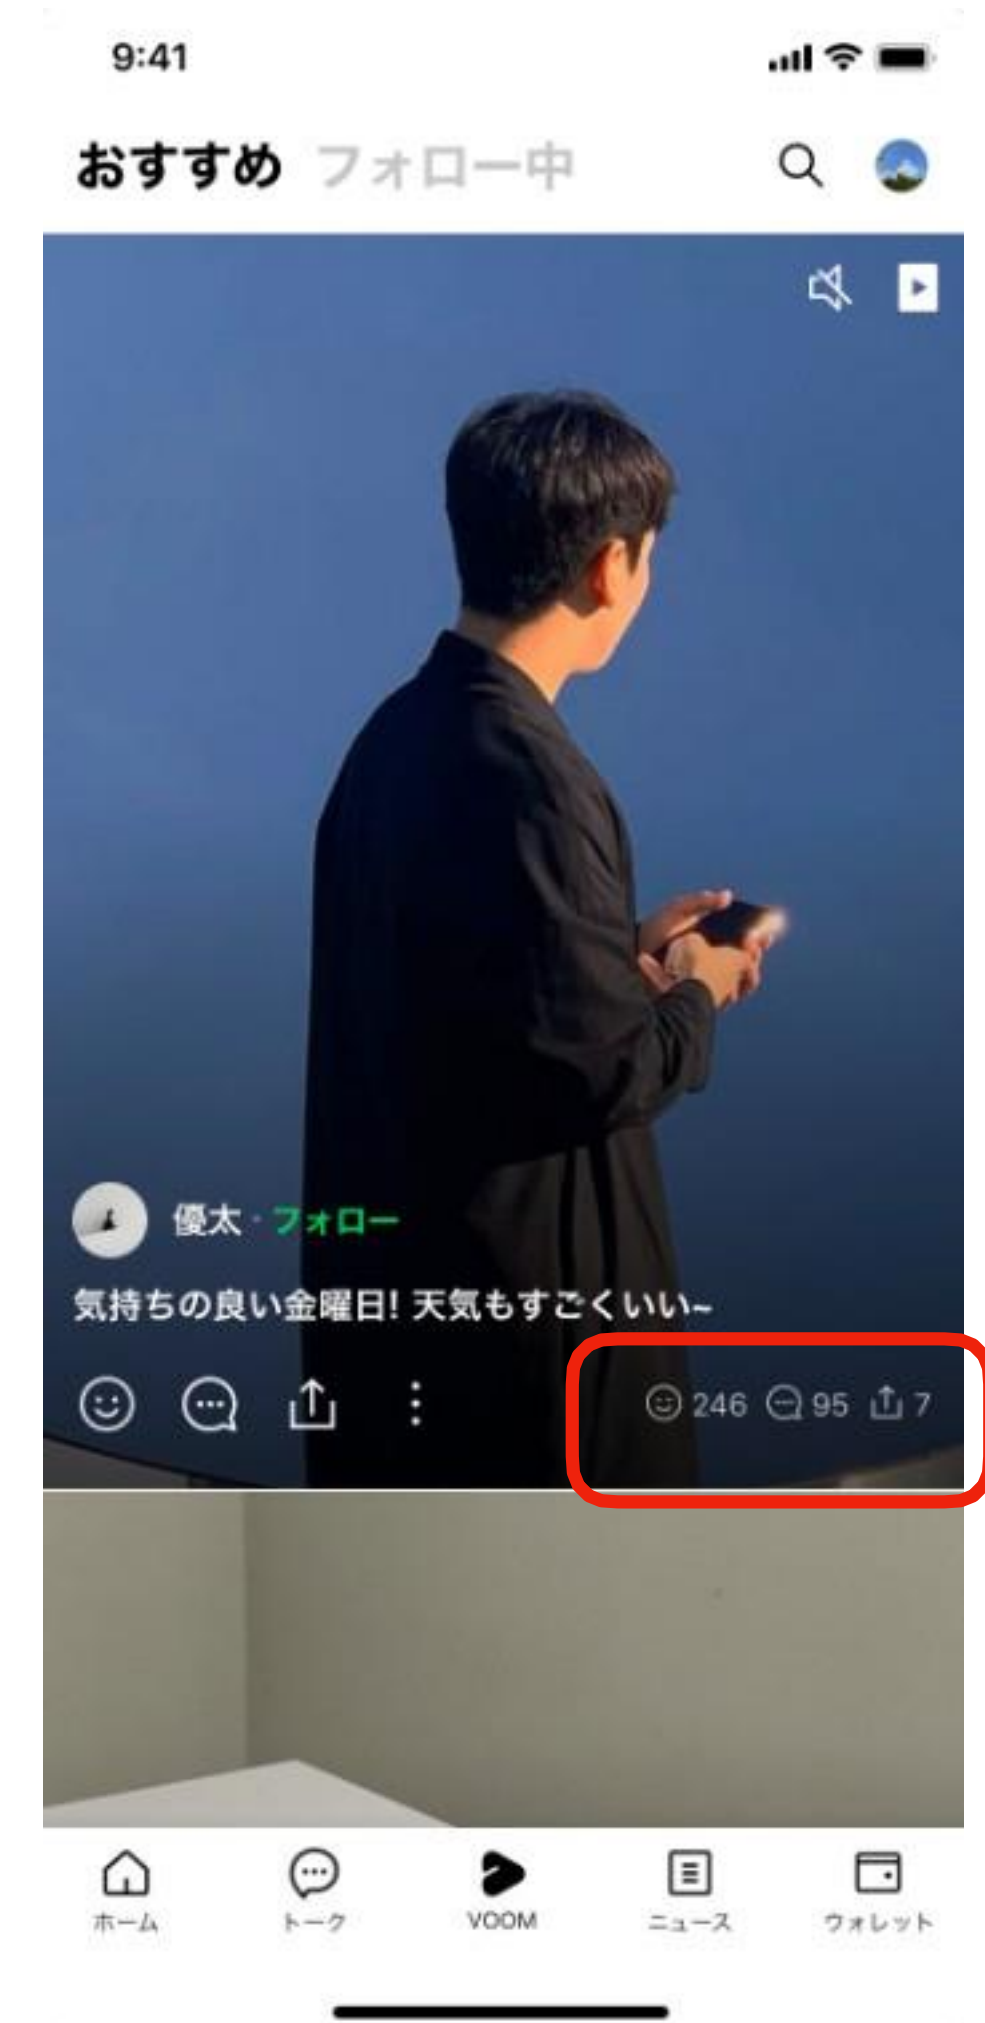 9:41
おすすめ フォロー中
優太・フォロー
気持ちの良い金曜日! 天気もすごくいい~
246 95 7
ホーム トーク VOOM ニュース ウォレット